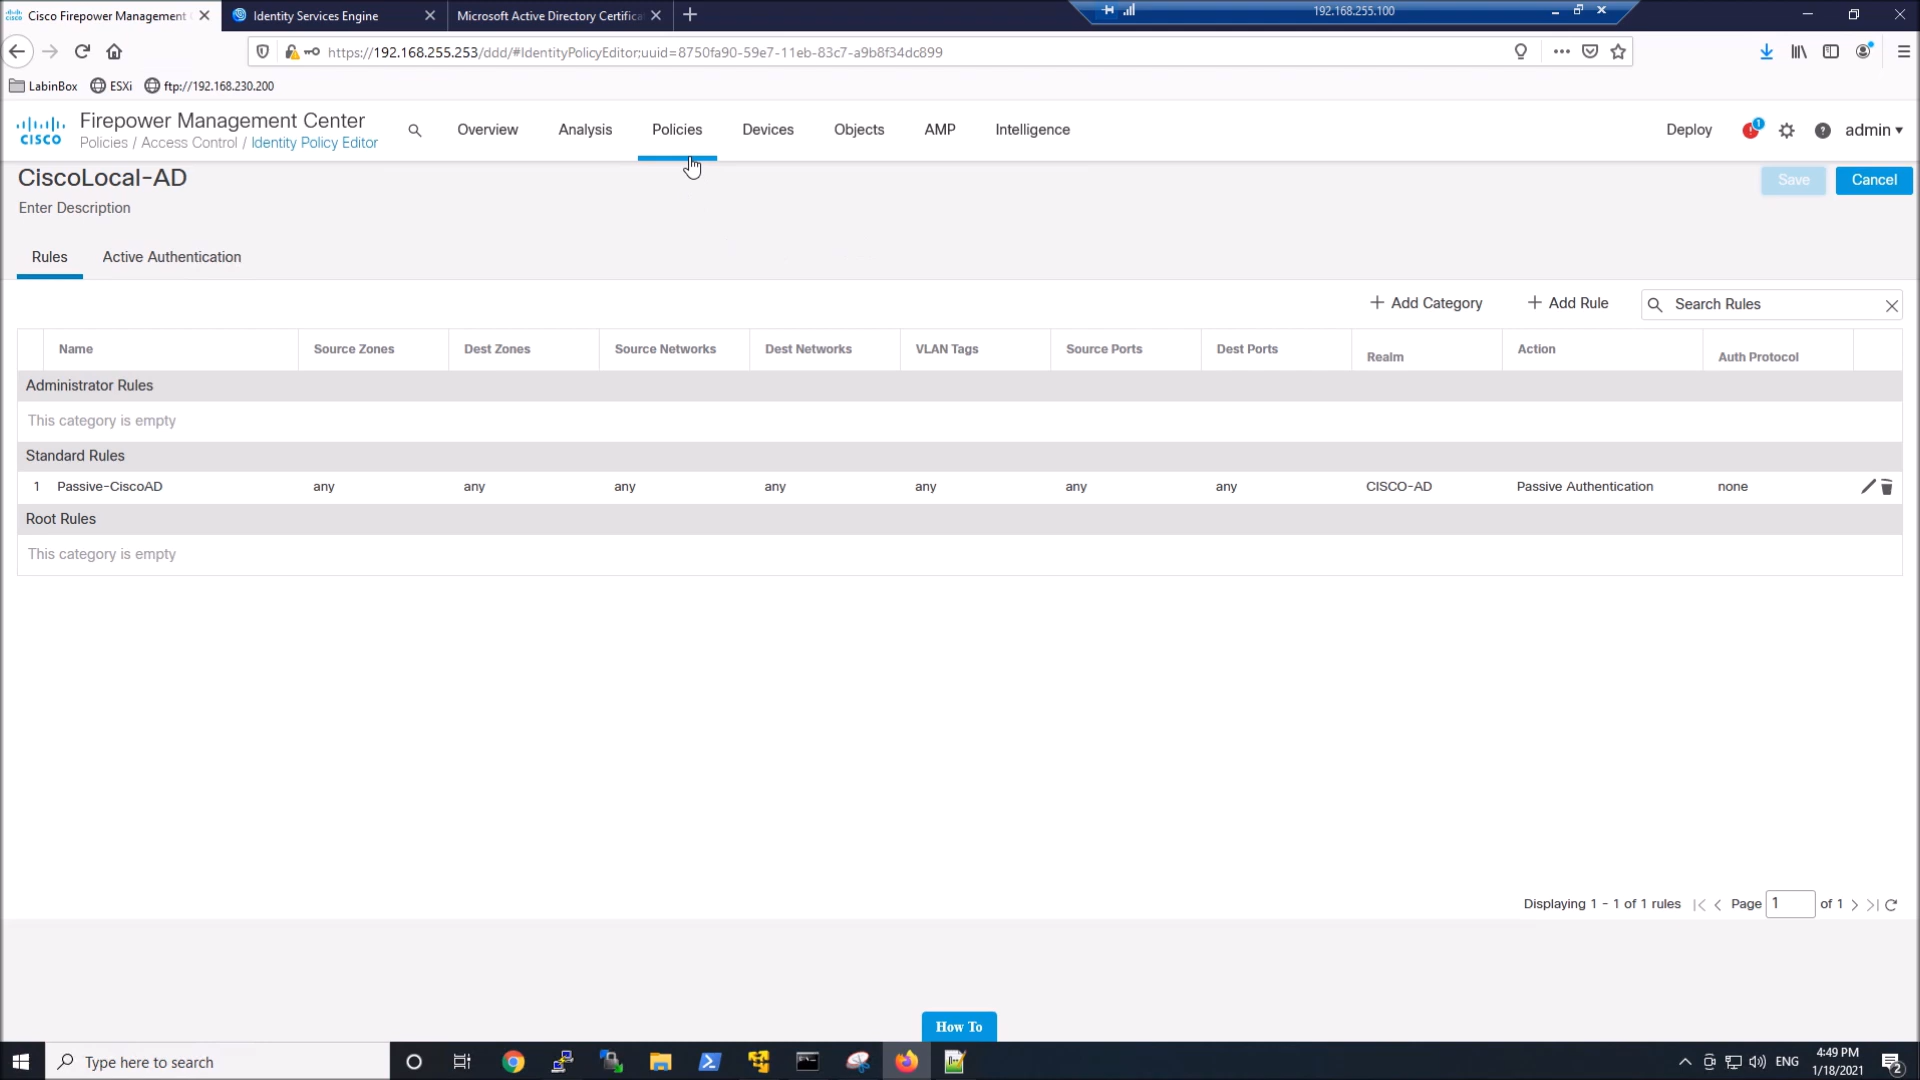 Cisco Firepower Management
Identity Services Engine
Microsoft Active Directory Certifica
192.168.255.100
https://192.168.255.253/ddd/#IdentityPolicyEditor;uuid=8750fa90-59e7-11eb-83c7-a9b8f34dc899
LabinBox ESXi ftp://192.168.230.200
CISCO
Firepower Management Center
Policies / Access Control / Identity Policy Editor
Overview Analysis Policies Devices Objects AMP Intelligence
Deploy 1 admin
CiscoLocal-AD
Save Cancel
Enter Description
Rules Active Authentication
Add Category Add Rule Search Rules
Name Source Zones Dest Zones Source Networks Dest Networks VLAN Tags Source Ports Dest Ports Realm Action Auth Protocol
Administrator Rules
This category is empty
Standard Rules
1 Passive-CiscoAD any any any any any any any CISCO-AD Passive Authentication none
Root Rules
This category is empty
Displaying 1 - 1 of 1 rules Page 1 of 1
How To
Type here to search
ENG
4:49 PM
1/18/2021
2